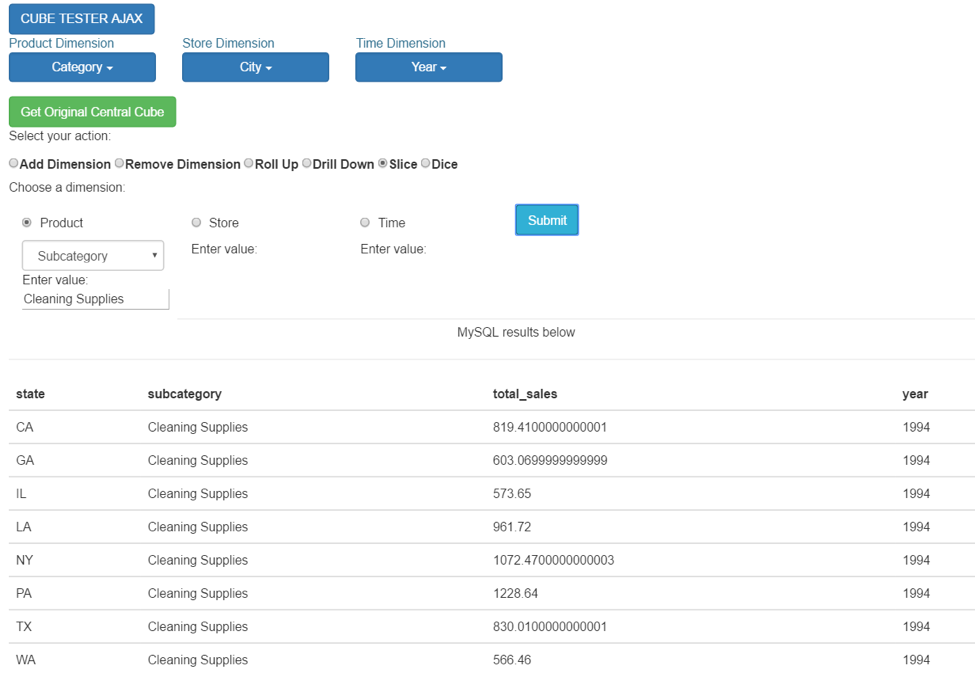 CUBE TESTER AJAX
Product Dimension Store Dimension Time Dimension
Category City Year
Get Original Central Cube
Select your action:
Add Dimension Remove Dimension Roll Up Drill Down Slice Dice
Choose a dimension:
Product Store Time Submit
Subcategory Enter value: Enter value:
Enter value:
Cleaning Supplies
MySQL results below
state subcategory total_sales year
CA Cleaning Supplies 819.4100000000001 1994
GA Cleaning Supplies 603.0699999999999 1994
IL Cleaning Supplies 573.65 1994
LA Cleaning Supplies 961.72 1994
NY Cleaning Supplies 1072.4700000000003 1994
PA Cleaning Supplies 1228.64 1994
TX Cleaning Supplies 830.0100000000001 1994
WA Cleaning Supplies 566.46 1994